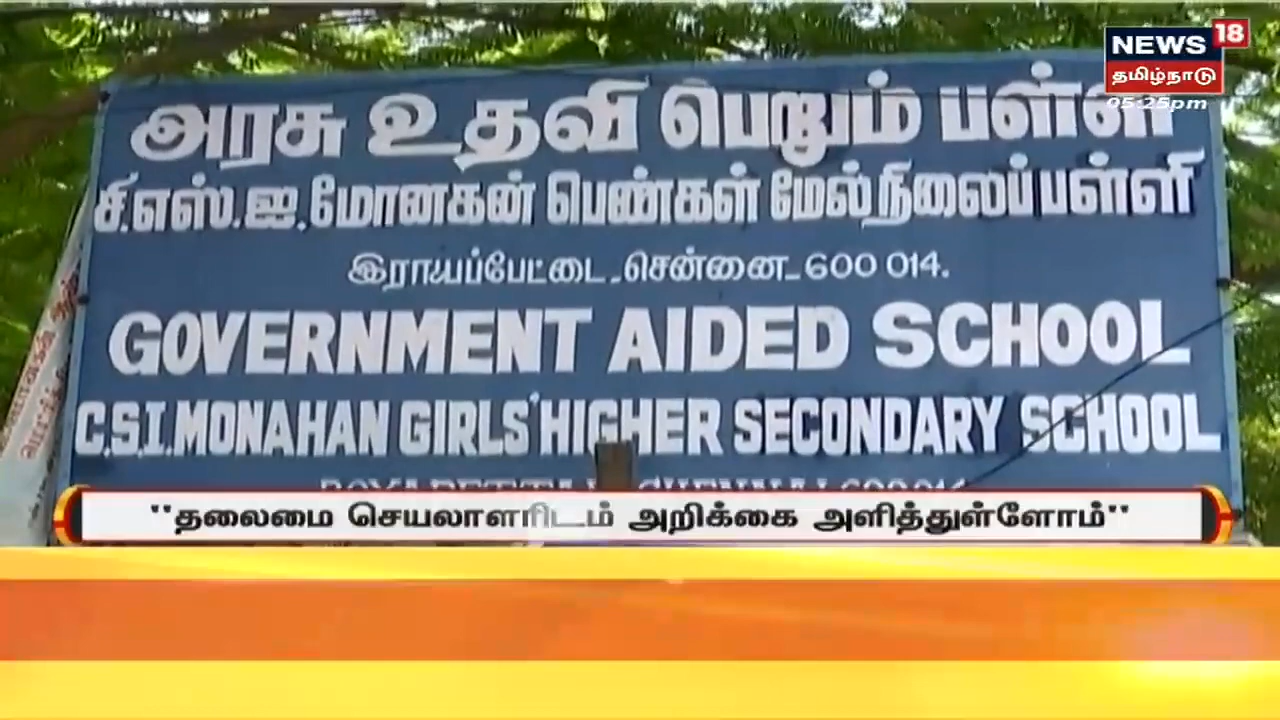 NEWS 18
தமிழ்நாடு
05:25pm
அரசு உதவி பெறும் பள்ளி
சி.எஸ்.ஐ.மோனகன் பெண்கள் மேல்நிலைப்பள்ளி
இராயப்பேட்டை-சென்னை-600 014.
GOVERNMENT AIDED SCHOOL
C.S.I.MONAHAN GIRLS' HIGHER SECONDARY SCHOOL
"தலைமை செயலாளரிடம் அறிக்கை அளித்துள்ளோம்"